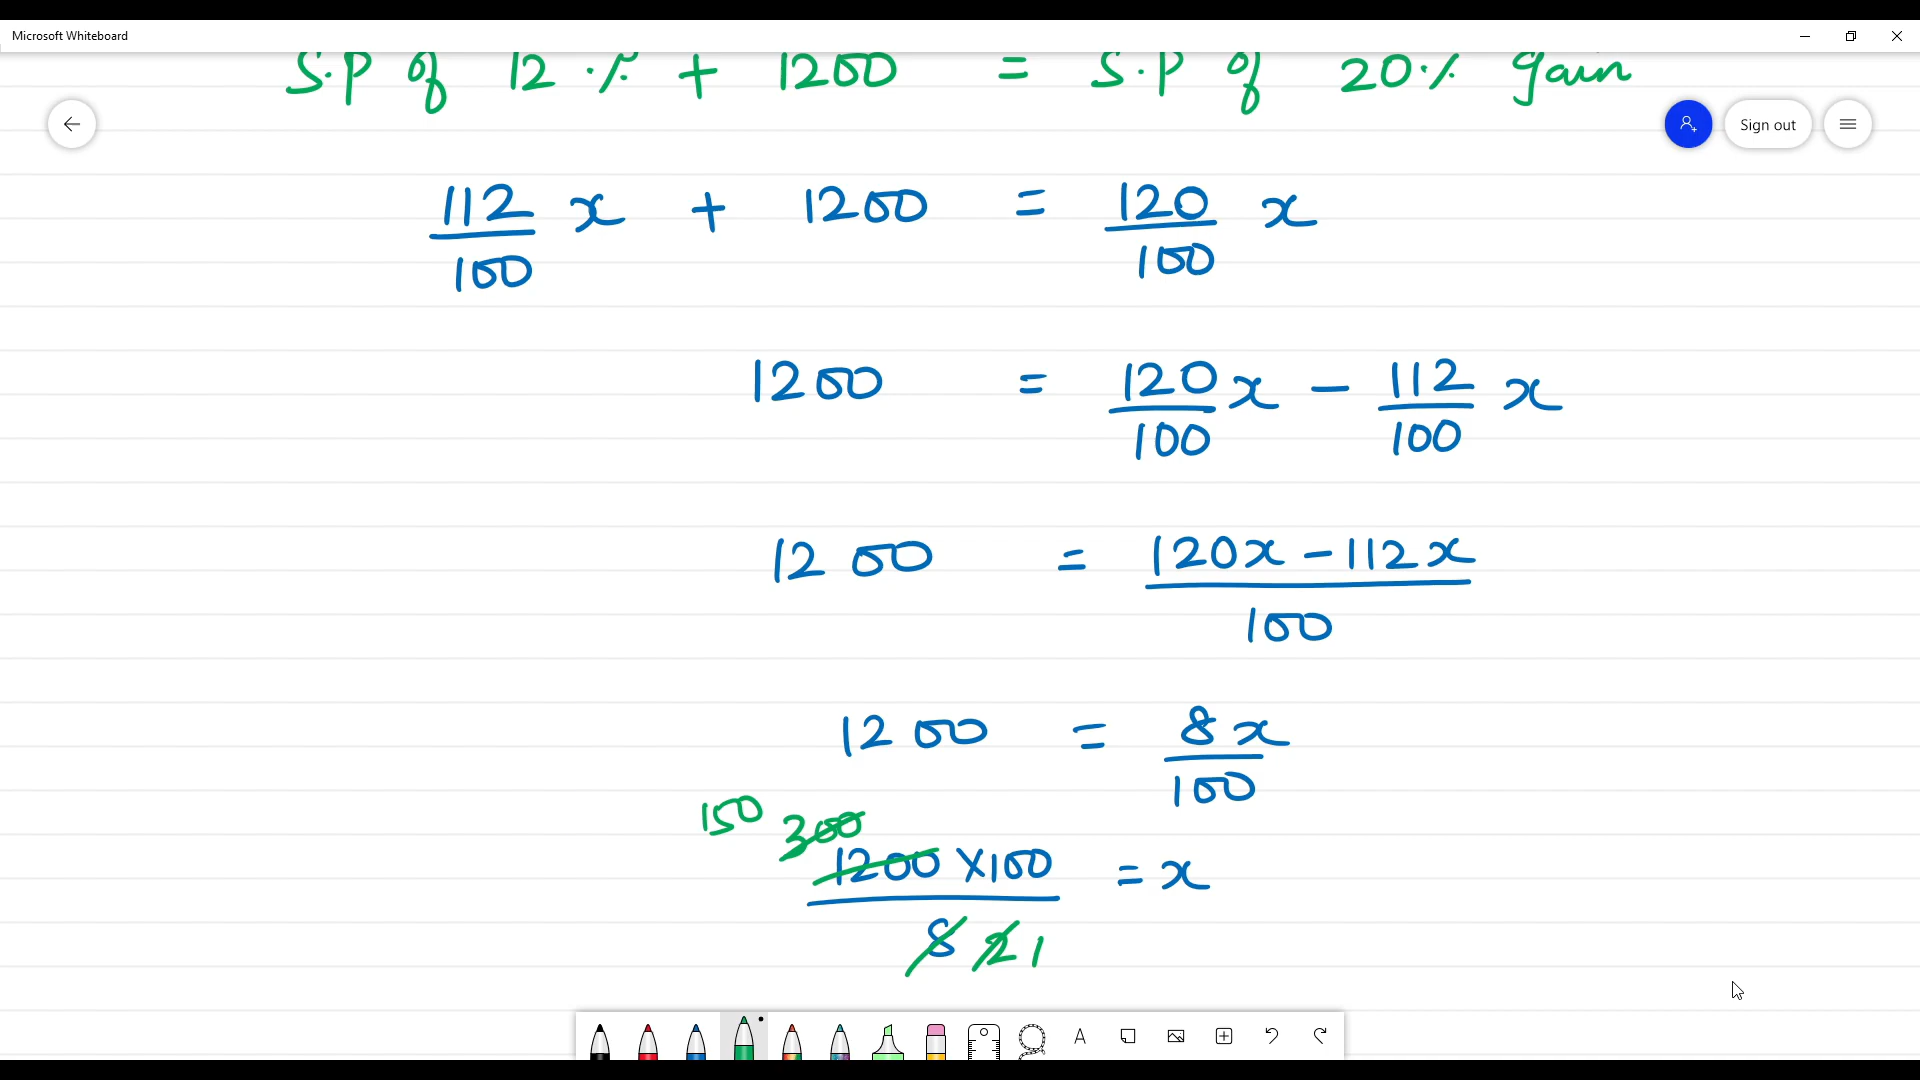 Microsoft Whiteboard
S.P of 12 % + 1200 = S.P of 20% gain
Sign out
112/100 x + 1200 = 120/100 x
1200 = 120/100 x - 112/100 x
1200 = 120x - 112x / 100
1200 = 8x/100
150 300
1200 X 100 / 8 2 1 = x
A